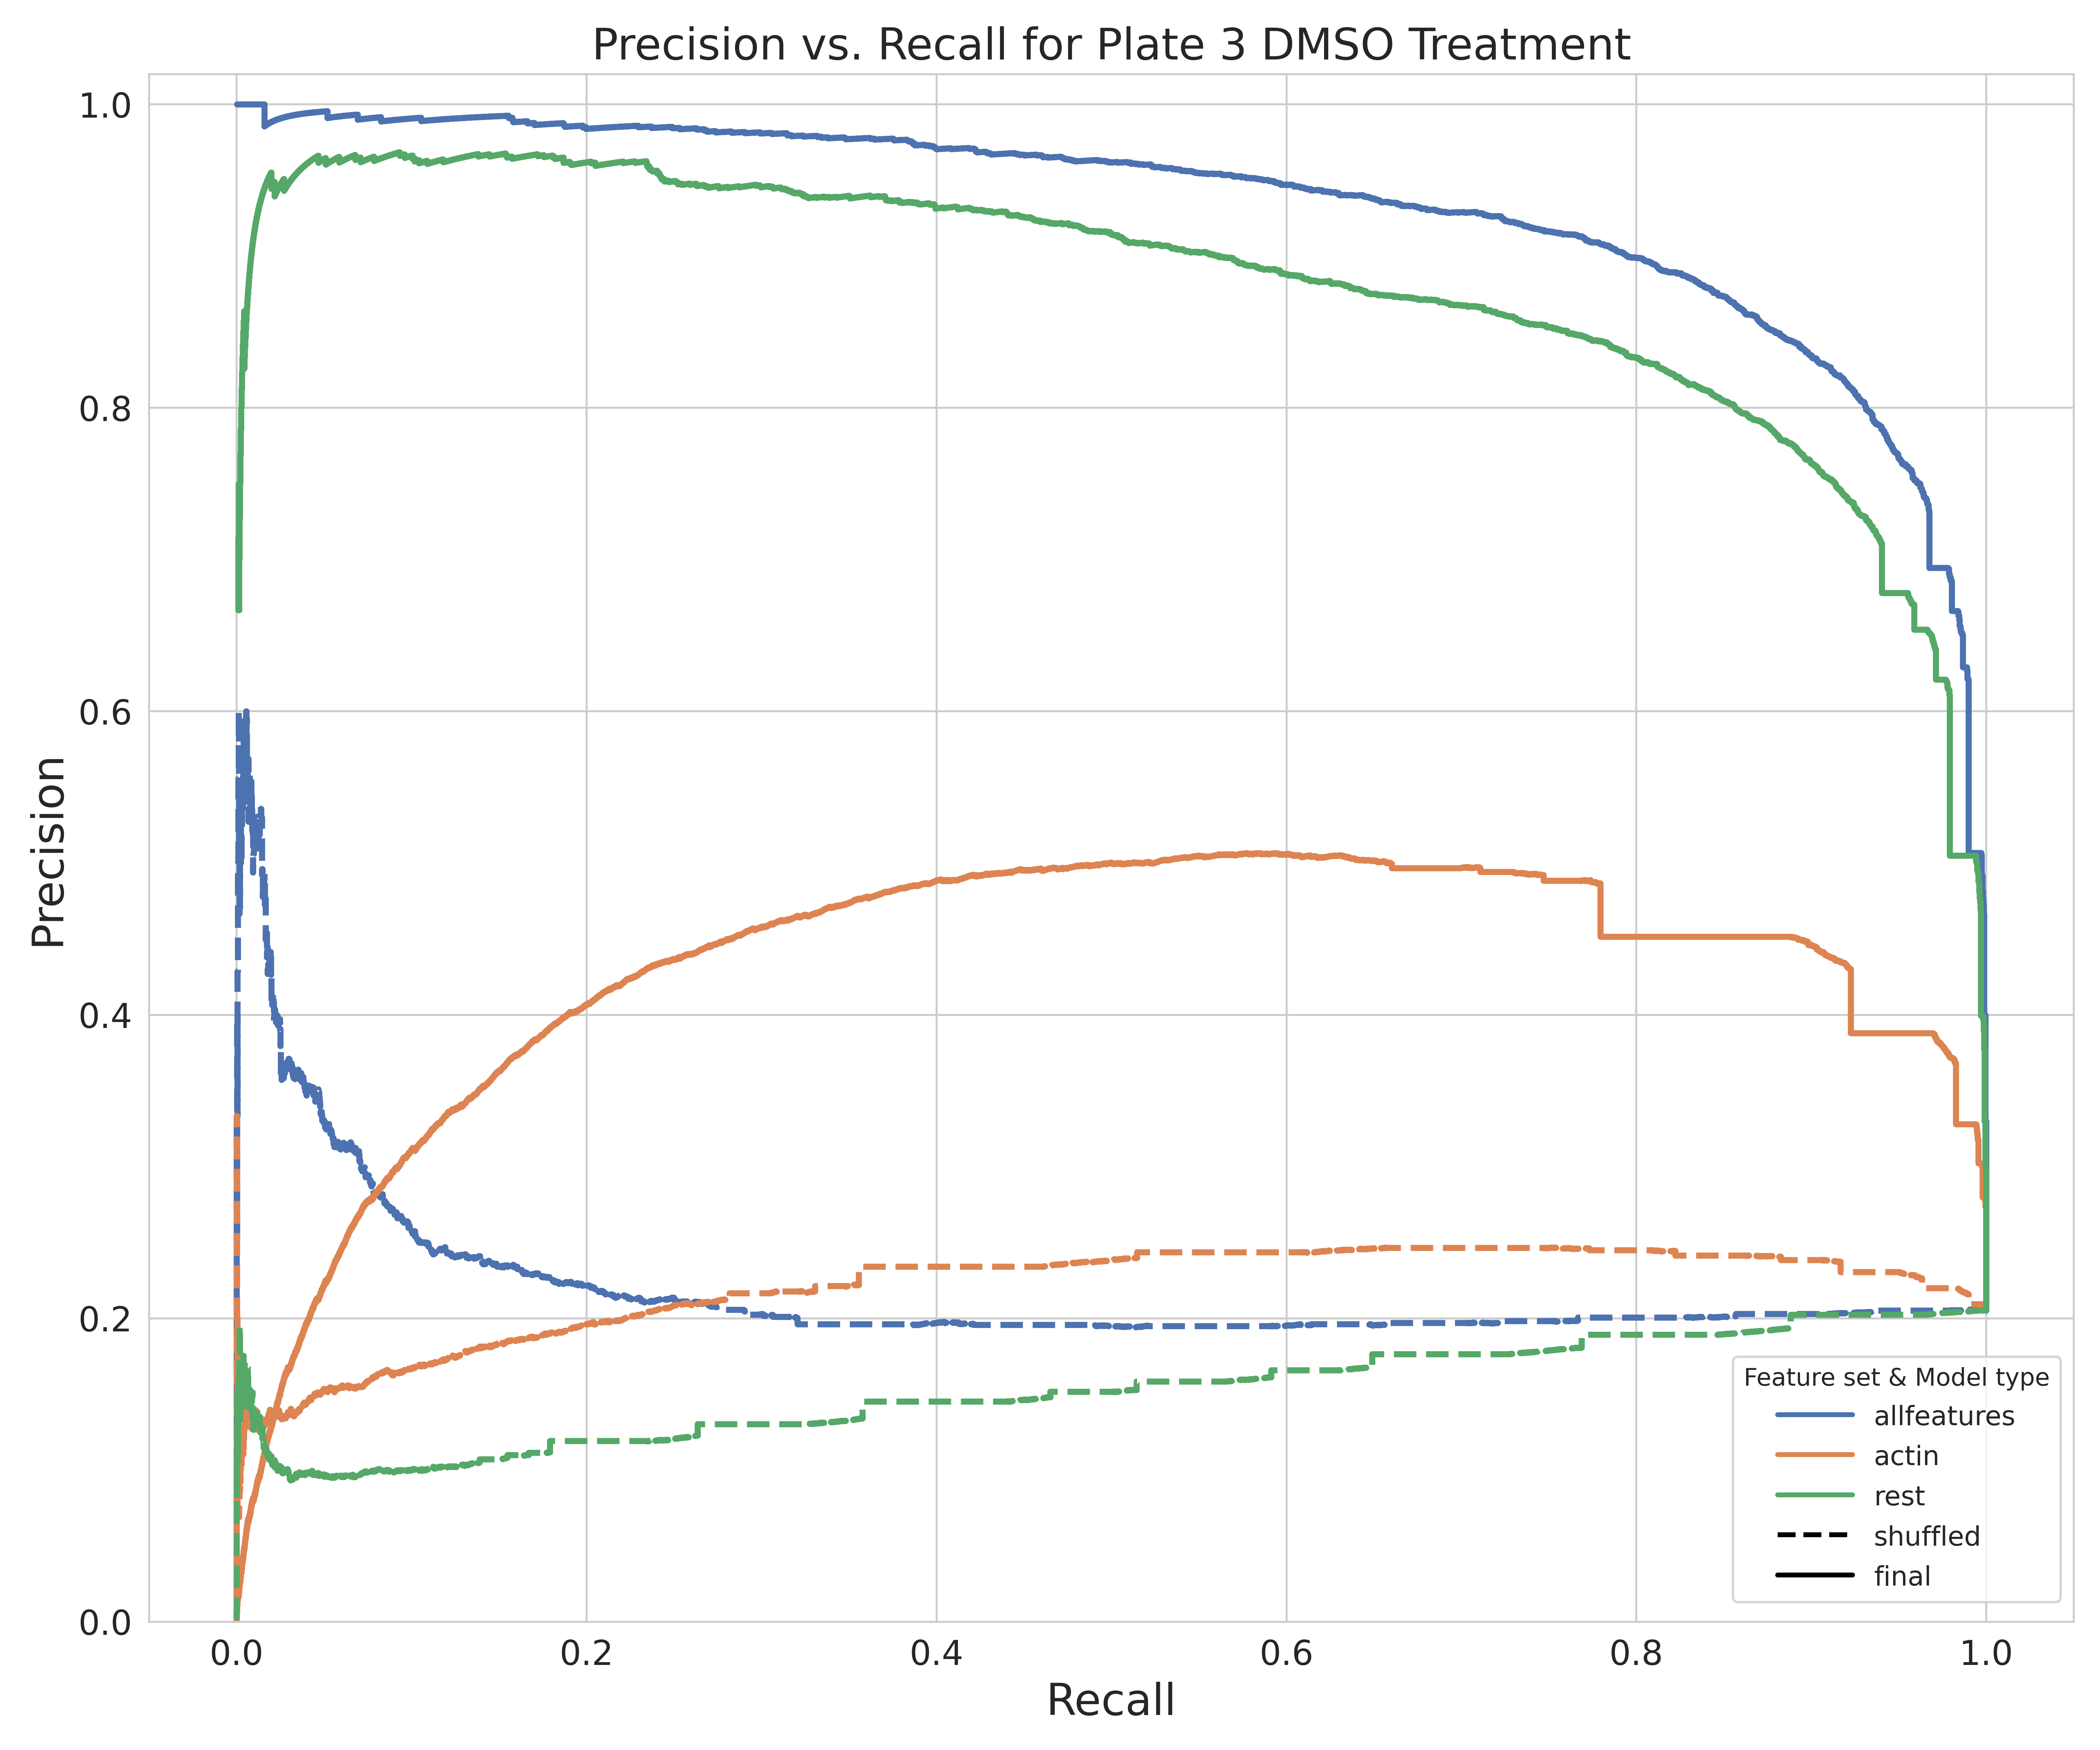 Precision vs. Recall for Plate 3 DMSO Treatment
1.0
0.8
0.6
0.4
0.2
0.0
Precision
0.0 0.2 0.4 0.6 0.8 1.0
Recall
Feature set & Model type
allfeatures
actin
rest
shuffled
final